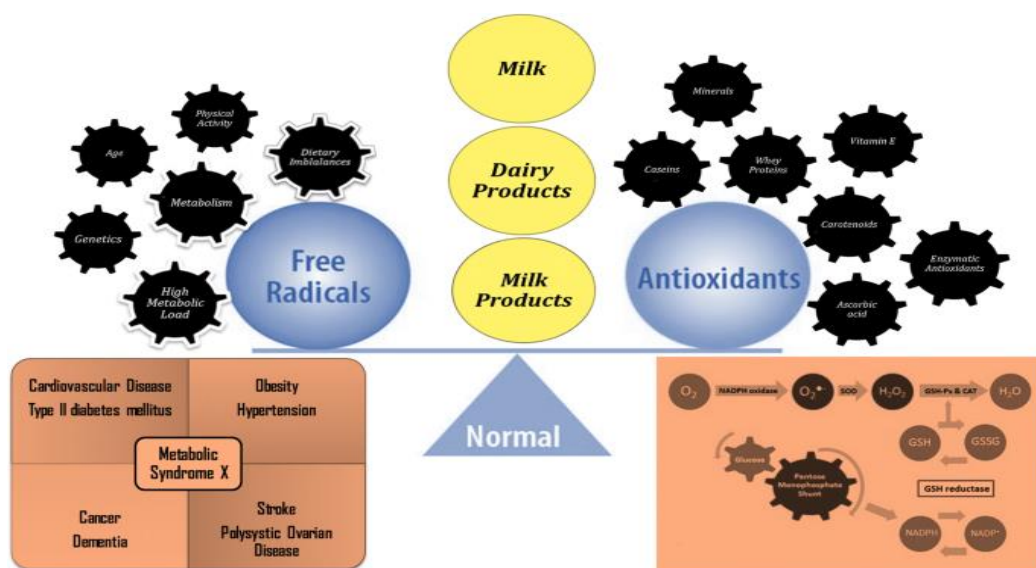 Milk
Dairy
Products
Milk
Products
Physical
Activity
Age
Dietary
Imblalances
Metabolism
Genetics
High
Metabolic
Load
Free
Radicals
Minerals
Vitamin E
Caseins
Whey
Proteins
Carotenoids
Enzymatic
Antioxidants
Ascorbic
acid
Antioxidants
Normal
Cardiovascular Disease
Type II diabetes mellitus
Obesity
Hypertension
Metabolic
Syndrome X
Cancer
Dementia
Stroke
Polysystic Ovarian
Disease
O₂
NADPH oxidase
O₂•-
SOD
H₂O₂
GSH-Px & CAT
H₂O
GSH
GSSG
GSH reductase
Glucose
Pentose
Monophosphate
Shunt
NADPH
NADP⁺